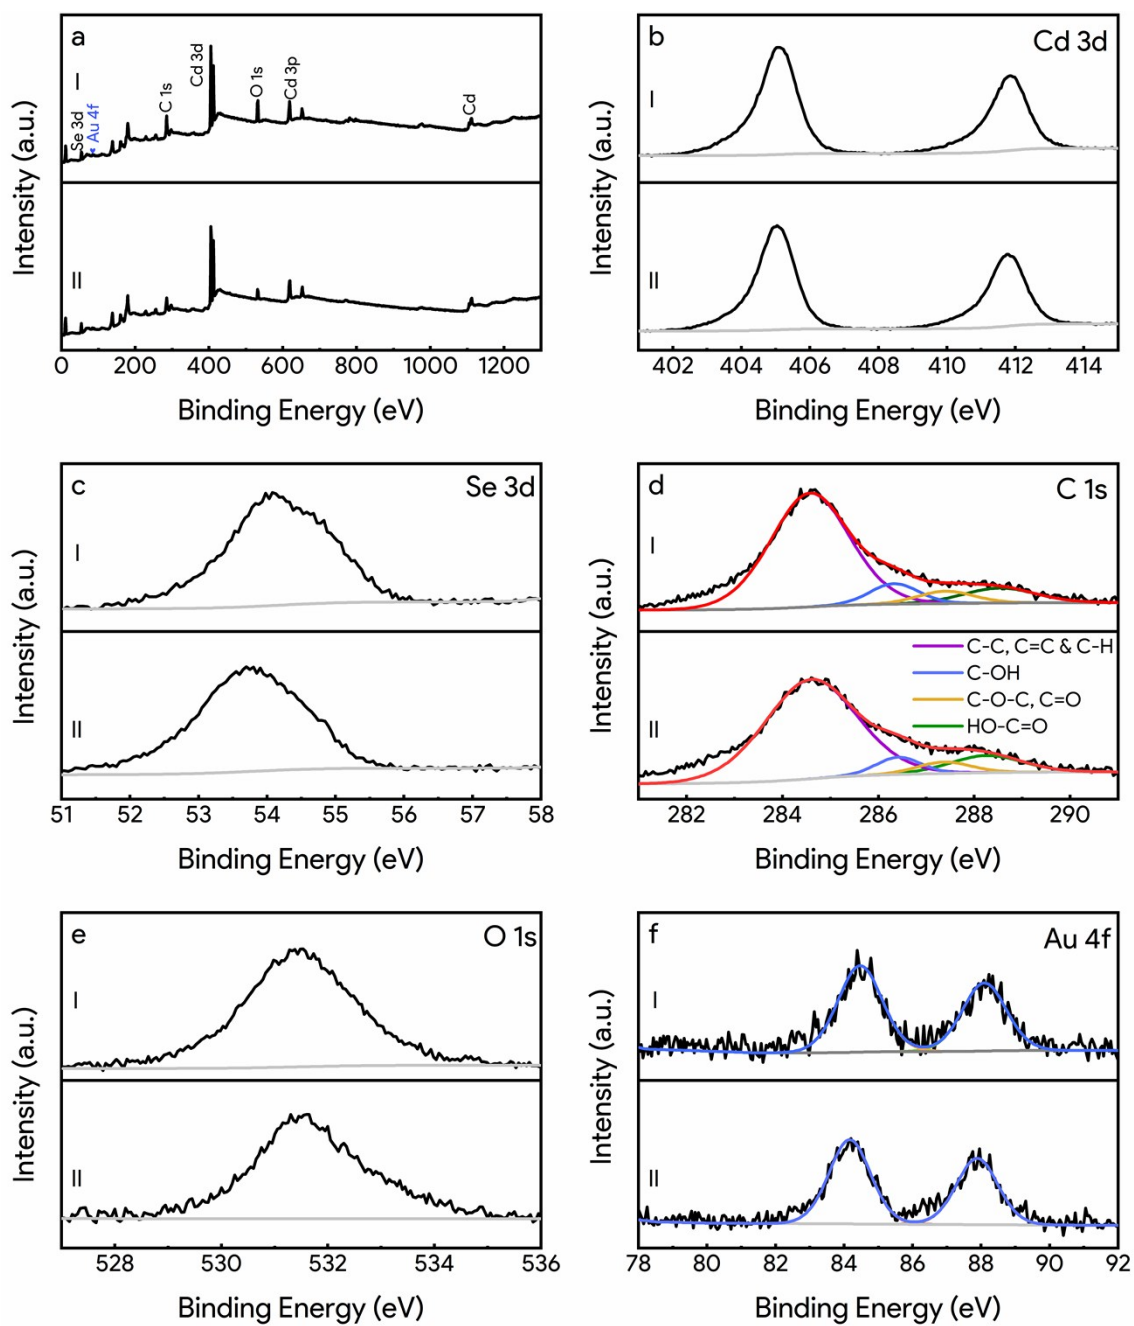 a
I
Se 3d
* Au 4f
C 1s
Cd 3d
O 1s
Cd 3p
Cd
II
Intensity (a.u.)
0 200 400 600 800 1000 1200
Binding Energy (eV)
b
Cd 3d
I
II
Intensity (a.u.)
402 404 406 408 410 412 414
Binding Energy (eV)
c
Se 3d
I
II
Intensity (a.u.)
51 52 53 54 55 56 57 58
Binding Energy (eV)
d
C 1s
I
C-C, C=C & C-H
C-OH
C-O-C, C=O
HO-C=O
II
Intensity (a.u.)
282 284 286 288 290
Binding Energy (eV)
e
O 1s
I
II
Intensity (a.u.)
528 530 532 534 536
Binding Energy (eV)
f
Au 4f
I
II
Intensity (a.u.)
78 80 82 84 86 88 90 92
Binding Energy (eV)